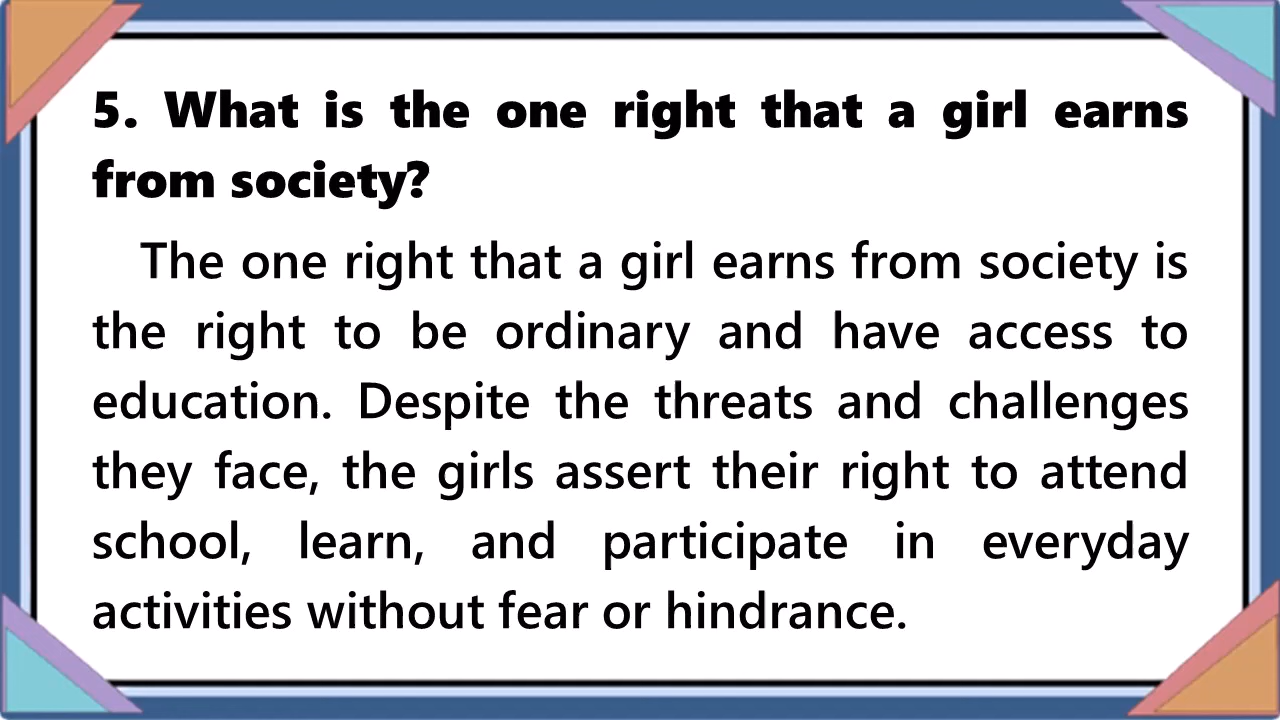 5. What is the one right that a girl earns
from society?
The one right that a girl earns from society is
the right to be ordinary and have access to
education. Despite the threats and challenges
they face, the girls assert their right to attend
school, learn, and participate in everyday
activities without fear or hindrance.